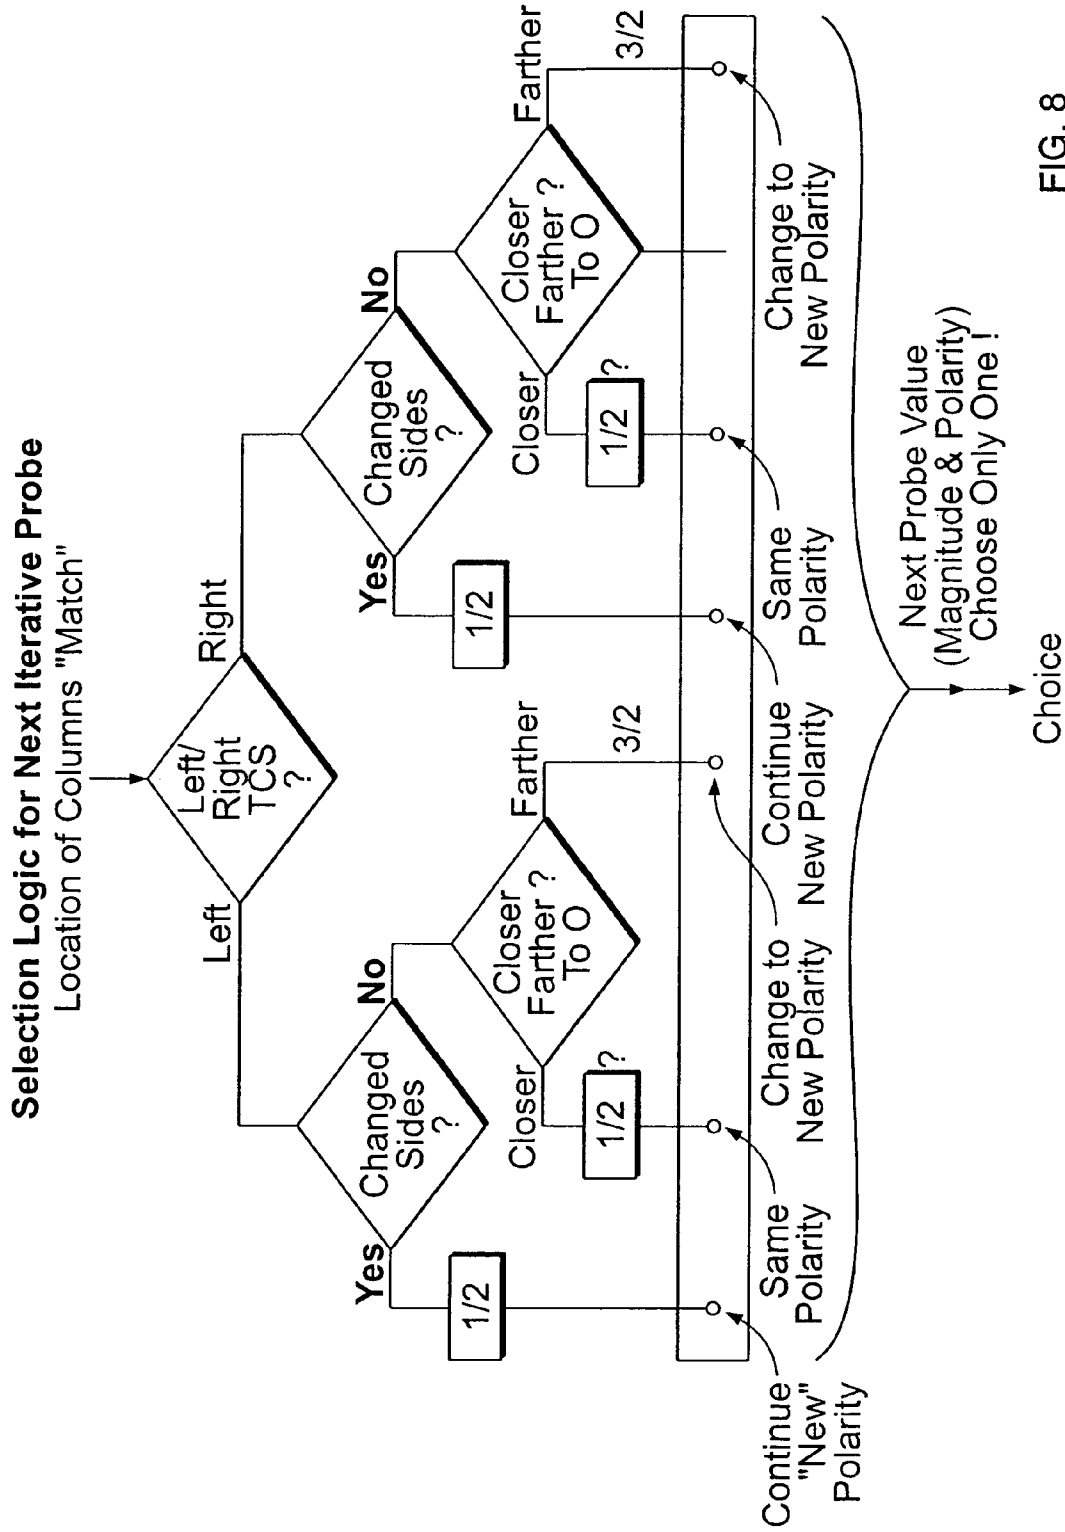 Selection Logic for Next Iterative Probe
Location of Columns "Match"
Left/
Right
TCS
?
Left
Right
Changed
Sides
?
Yes
No
Changed
Sides
?
Yes
No
1/2
Closer
Farther ?
To O
Closer
Farther
1/2 ?
3/2
1/2
Closer
Farther ?
To O
Closer
Farther
1/2 ?
3/2
Continue
"New"
Polarity
Same
Polarity
Change to
New Polarity
Continue
New Polarity
Same
Polarity
Change to
New Polarity
Next Probe Value
(Magnitude & Polarity)
Choose Only One !
Choice
FIG. 8